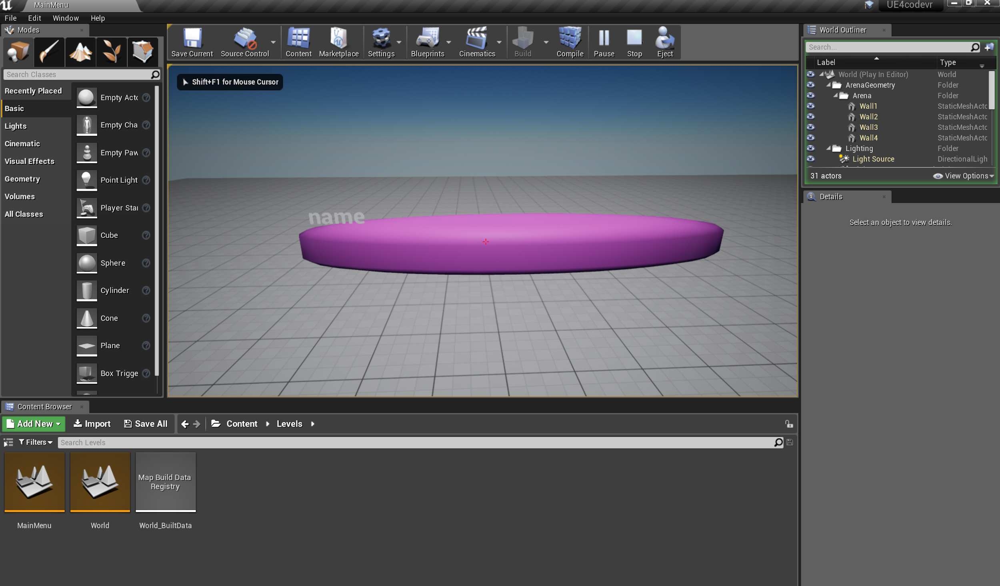 MainMenu
UE4codevr
File Edit Window Help
Modes
Search Classes
Recently Placed
Basic
Lights
Cinematic
Visual Effects
Geometry
Volumes
All Classes
Empty Actc
Empty Cha
Empty Paw
Point Light
Player Star
Cube
Sphere
Cylinder
Cone
Plane
Box Trigge
Save Current
Source Control
Content
Marketplace
Settings
Blueprints
Cinematics
Build
Compile
Pause
Stop
Eject
Shift+F1 for Mouse Cursor
name
World Outliner
Search...
Label Type
World (Play In Editor) World
ArenaGeometry Folder
Arena Folder
Wall1 StaticMeshActc
Wall2 StaticMeshActc
Wall3 StaticMeshActc
Wall4 StaticMeshActc
Lighting Folder
Light Source DirectionalLigh
31 actors View Options
Details
Select an object to view details.
Content Browser
Add New Import Save All Content Levels
Filters Search Levels
Map Build Data
Registry
MainMenu
World
World_BuiltData